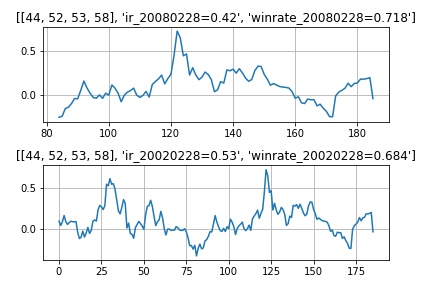 [[44, 52, 53, 58], 'ir_20080228=0.42', 'winrate_20080228=0.718']
0.5
0.0
80 100 120 140 160 180
[[44, 52, 53, 58], 'ir_20020228=0.53', 'winrate_20020228=0.684']
0.5
0.0
0 25 50 75 100 125 150 175